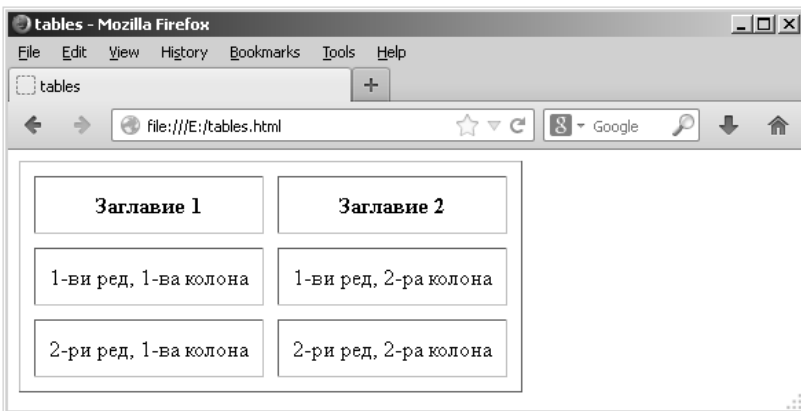 tables - Mozilla Firefox
File Edit View History Bookmarks Tools Help
tables
file:///E:/tables.html Google
Заглавие 1 Заглавие 2
1-ви ред, 1-ва колона 1-ви ред, 2-ра колона
2-ри ред, 1-ва колона 2-ри ред, 2-ра колона